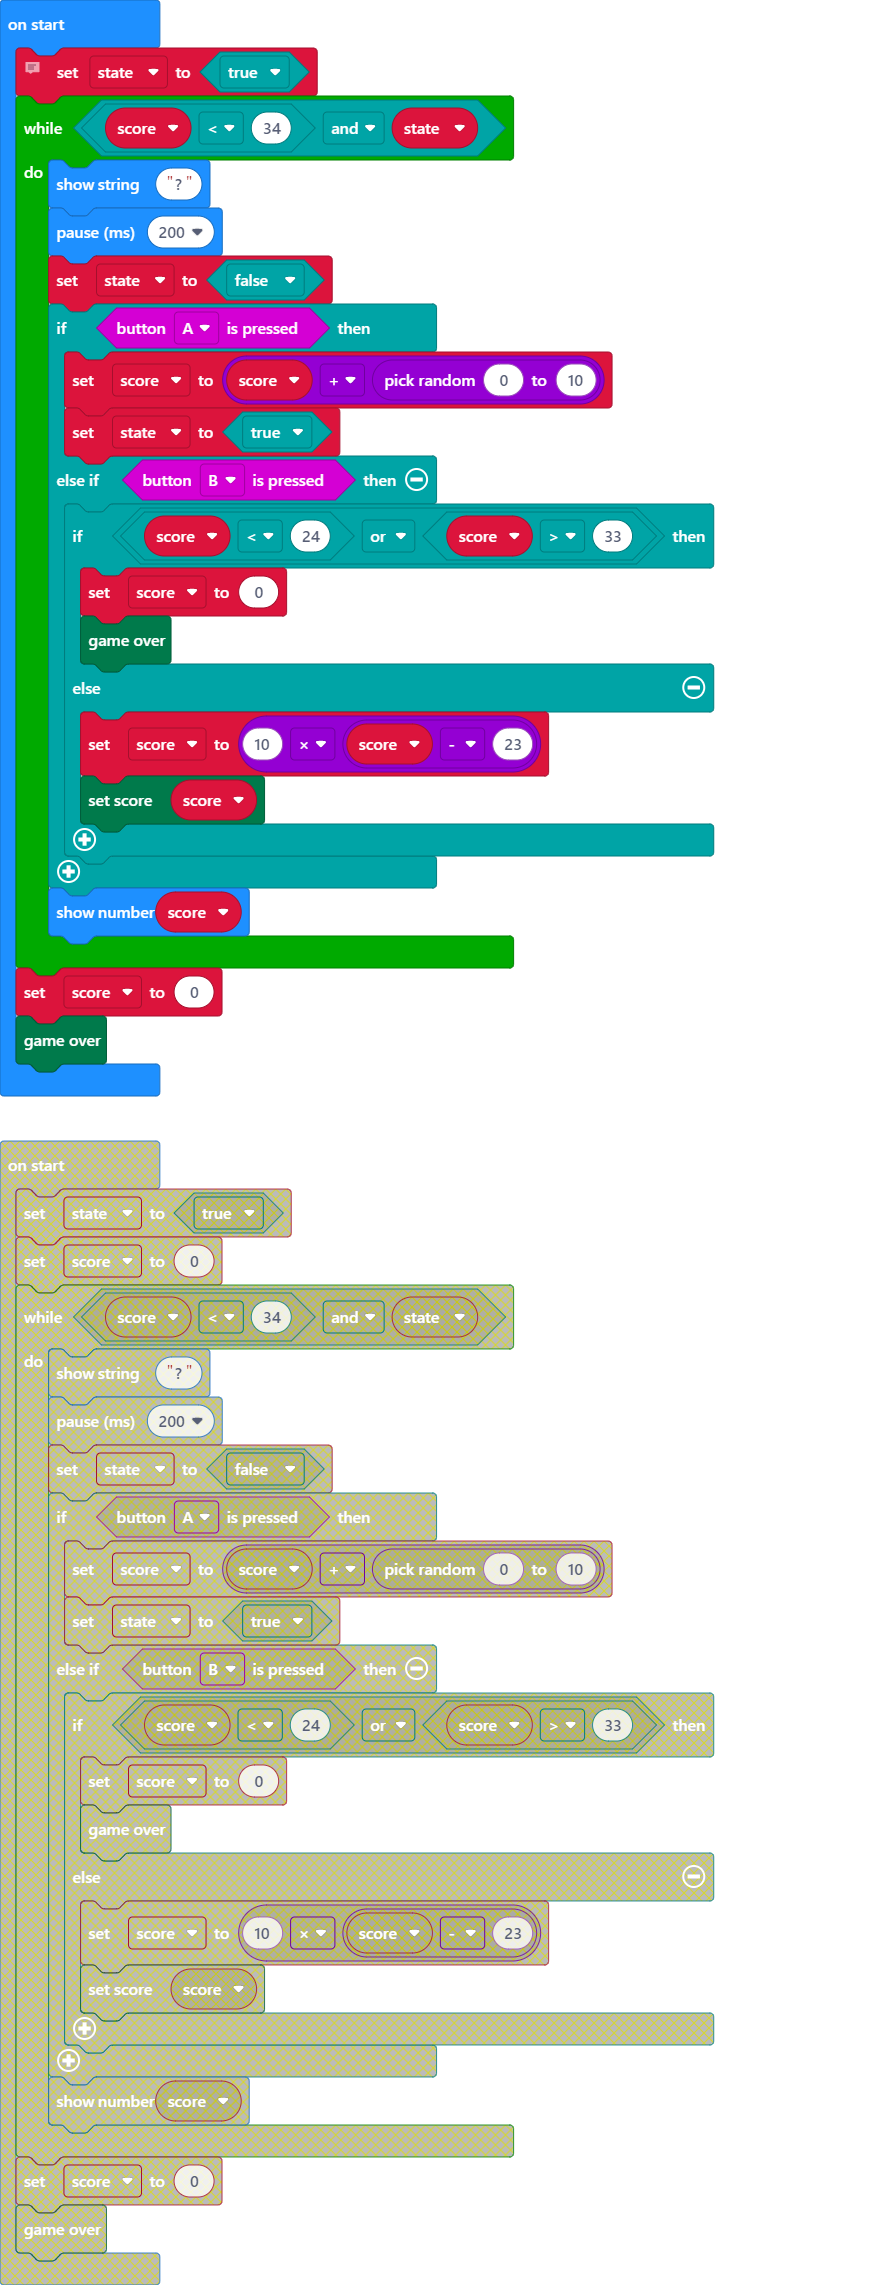 on start
set state to true
while score < 34 and state
do
show string "?"
pause (ms) 200
set state to false
if button A is pressed then
set score to score + pick random 0 to 10
set state to true
else if button B is pressed then
if score < 24 or score > 33 then
set score to 0
game over
else
set score to 10 × score - 23
set score score
show number score
set score to 0
game over
on start
set state to true
set score to 0
while score < 34 and state
do
show string "?"
pause (ms) 200
set state to false
if button A is pressed then
set score to score + pick random 0 to 10
set state to true
else if button B is pressed then
if score < 24 or score > 33 then
set score to 0
game over
else
set score to 10 × score - 23
set score score
show number score
set score to 0
game over